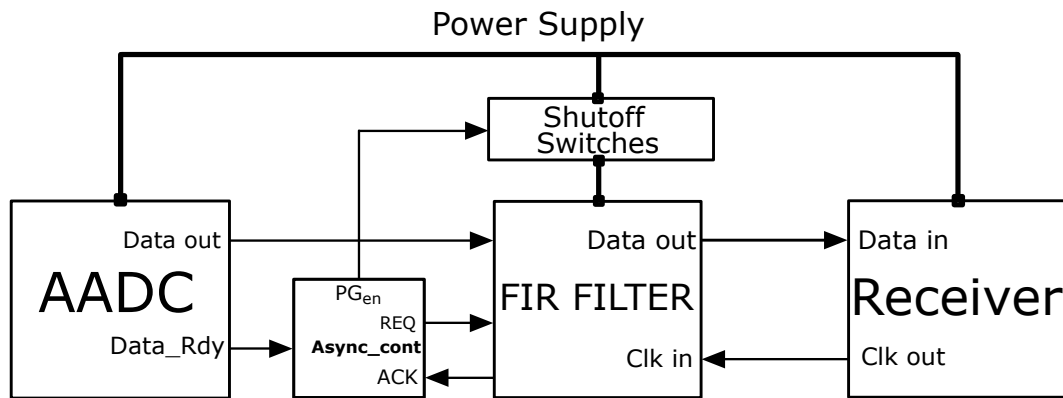 Power Supply
Shutoff
Switches
Data out
AADC
Data_Rdy
PGen
REQ
Async_cont
ACK
Data out
FIR FILTER
Clk in
Data in
Receiver
Clk out